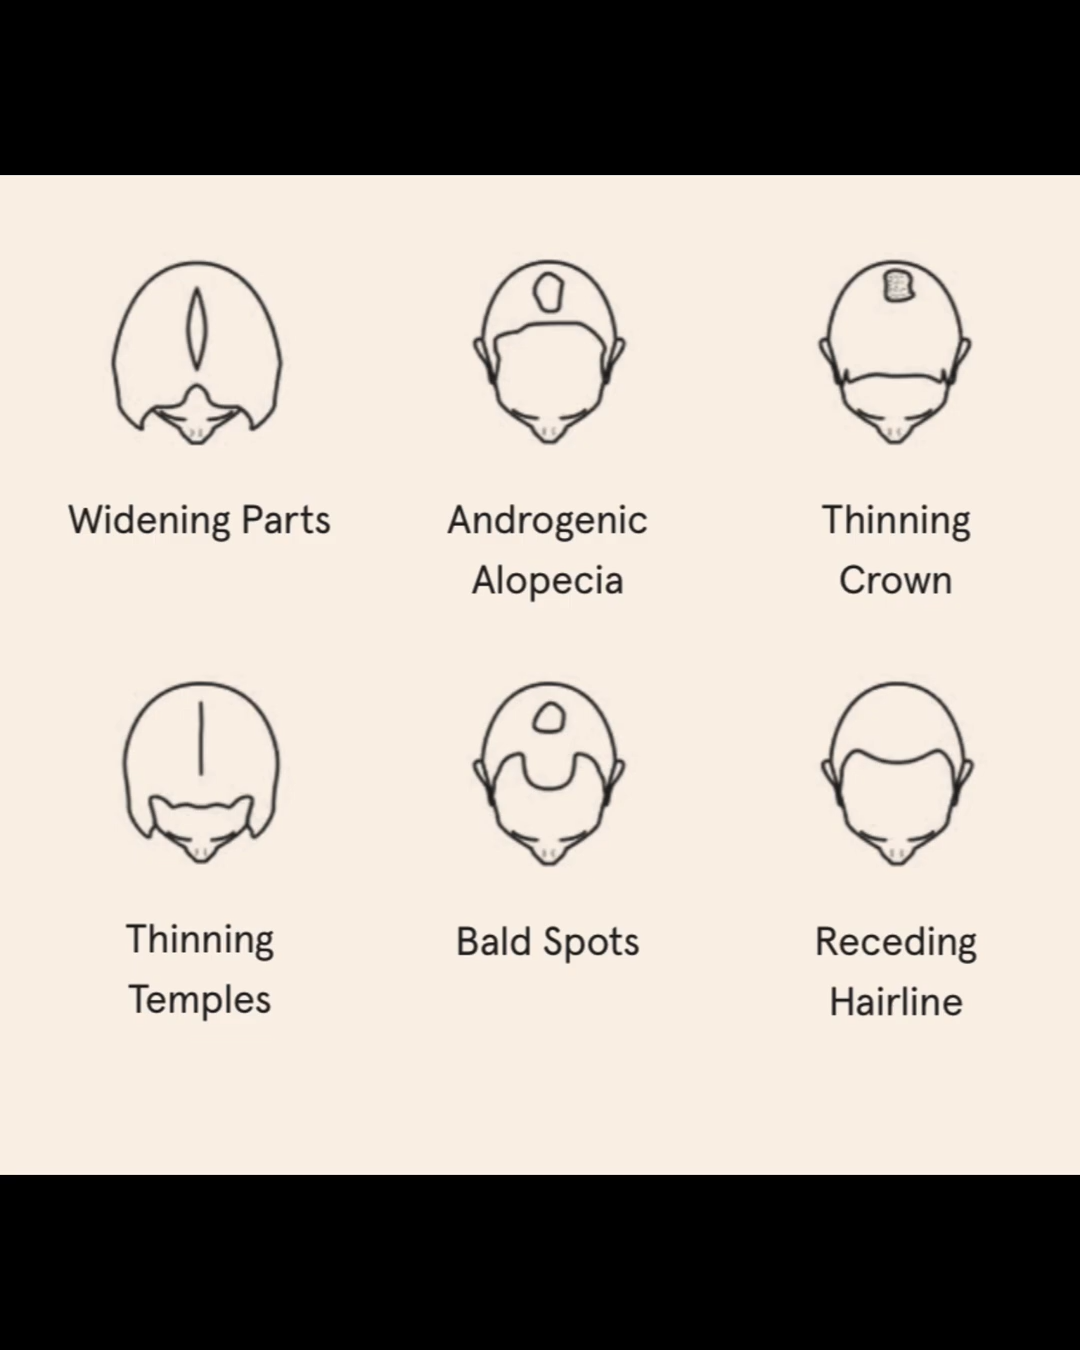 Widening Parts
Androgenic
Alopecia
Thinning
Crown
Thinning
Temples
Bald Spots
Receding
Hairline